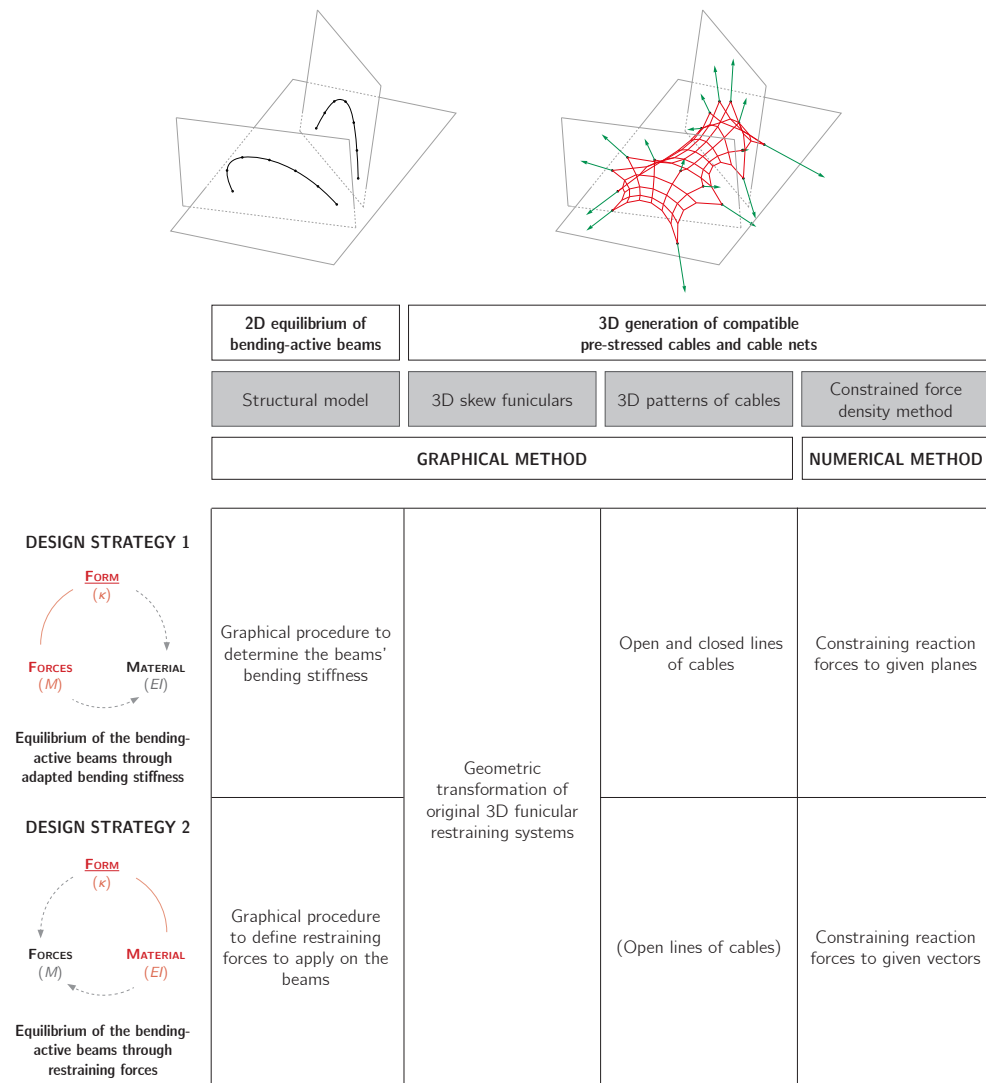 2D equilibrium of
bending-active beams
3D generation of compatible
pre-stressed cables and cable nets
Structural model
3D skew funiculars
3D patterns of cables
Constrained force
density method
GRAPHICAL METHOD
NUMERICAL METHOD
DESIGN STRATEGY 1
FORM
(κ)
FORCES
(M)
MATERIAL
(EI)
Equilibrium of the bending-
active beams through
adapted bending stiffness
Graphical procedure to
determine the beams'
bending stiffness
Geometric
transformation of
original 3D funicular
restraining systems
Open and closed lines
of cables
Constraining reaction
forces to given planes
DESIGN STRATEGY 2
FORM
(κ)
FORCES
(M)
MATERIAL
(EI)
Equilibrium of the bending-
active beams through
restraining forces
Graphical procedure
to define restraining
forces to apply on the
beams
(Open lines of cables)
Constraining reaction
forces to given vectors